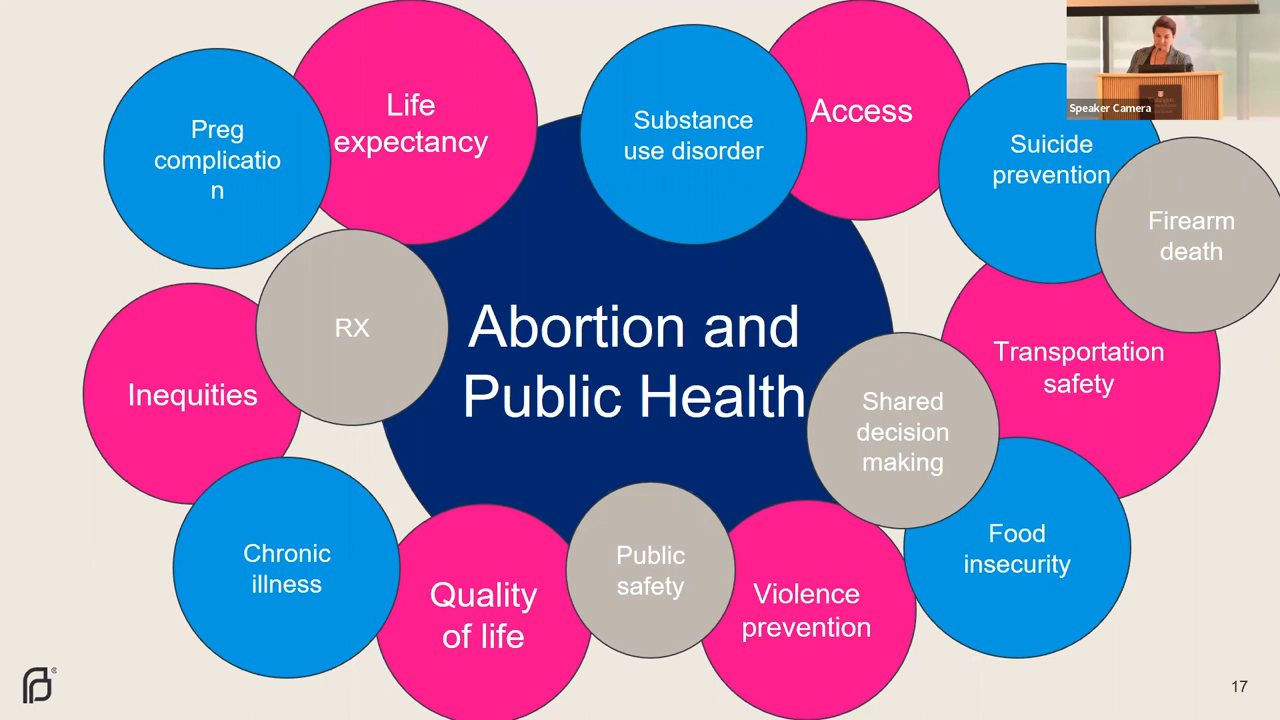 Preg
complicatio
n
Life
expectancy
Substance
use disorder
Access
Suicide
prevention
Speaker Camera
Firearm
death
RX
Inequities
Abortion and
Public Health
Transportation
safety
Shared
decision
making
Chronic
illness
Quality
of life
Public
safety
Violence
prevention
Food
insecurity
17